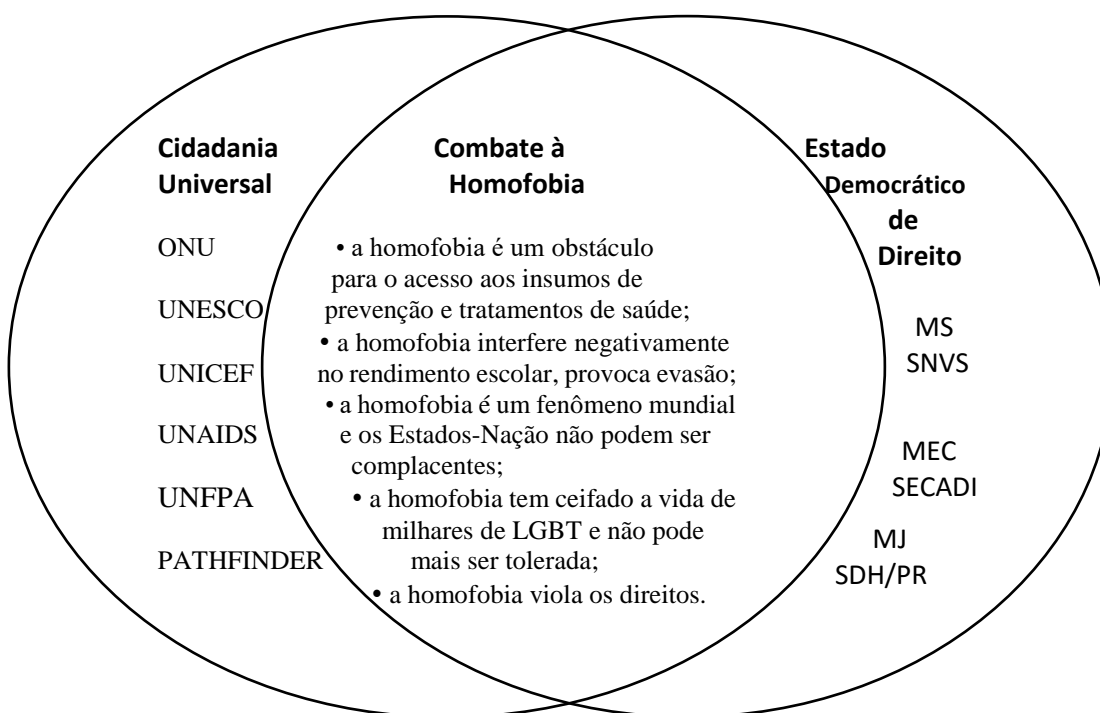 Cidadania
Universal
ONU
UNESCO
UNICEF
UNAIDS
UNFPA
PATHFINDER
Combate à
Homofobia
• a homofobia é um obstáculo
para o acesso aos insumos de
prevenção e tratamentos de saúde;
• a homofobia interfere negativamente
no rendimento escolar, provoca evasão;
• a homofobia é um fenômeno mundial
e os Estados-Nação não podem ser
complacentes;
• a homofobia tem ceifado a vida de
milhares de LGBT e não pode
mais ser tolerada;
• a homofobia viola os direitos.
Estado
Democrático
de
Direito
MS
SNVS
MEC
SECADI
MJ
SDH/PR